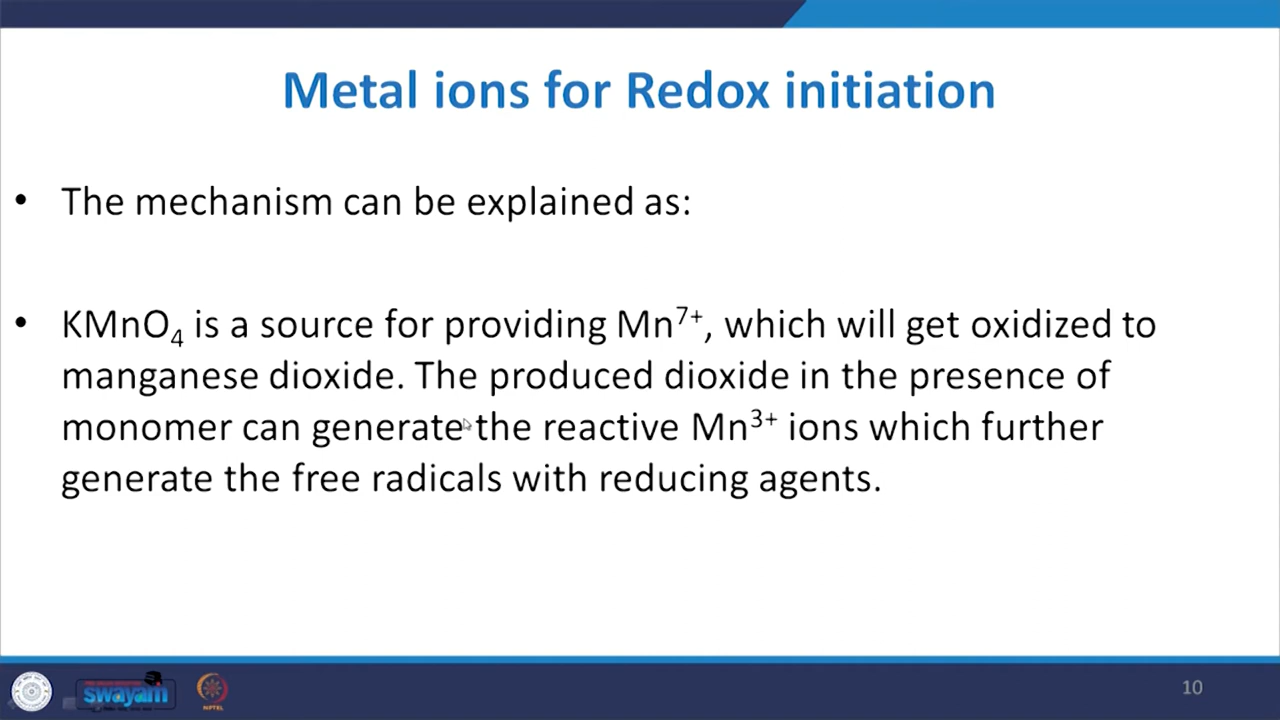 Metal ions for Redox initiation
• The mechanism can be explained as:
• KMnO₄ is a source for providing Mn⁷⁺, which will get oxidized to
manganese dioxide. The produced dioxide in the presence of
monomer can generate the reactive Mn³⁺ ions which further
generate the free radicals with reducing agents.
swayam
NPTEL
10